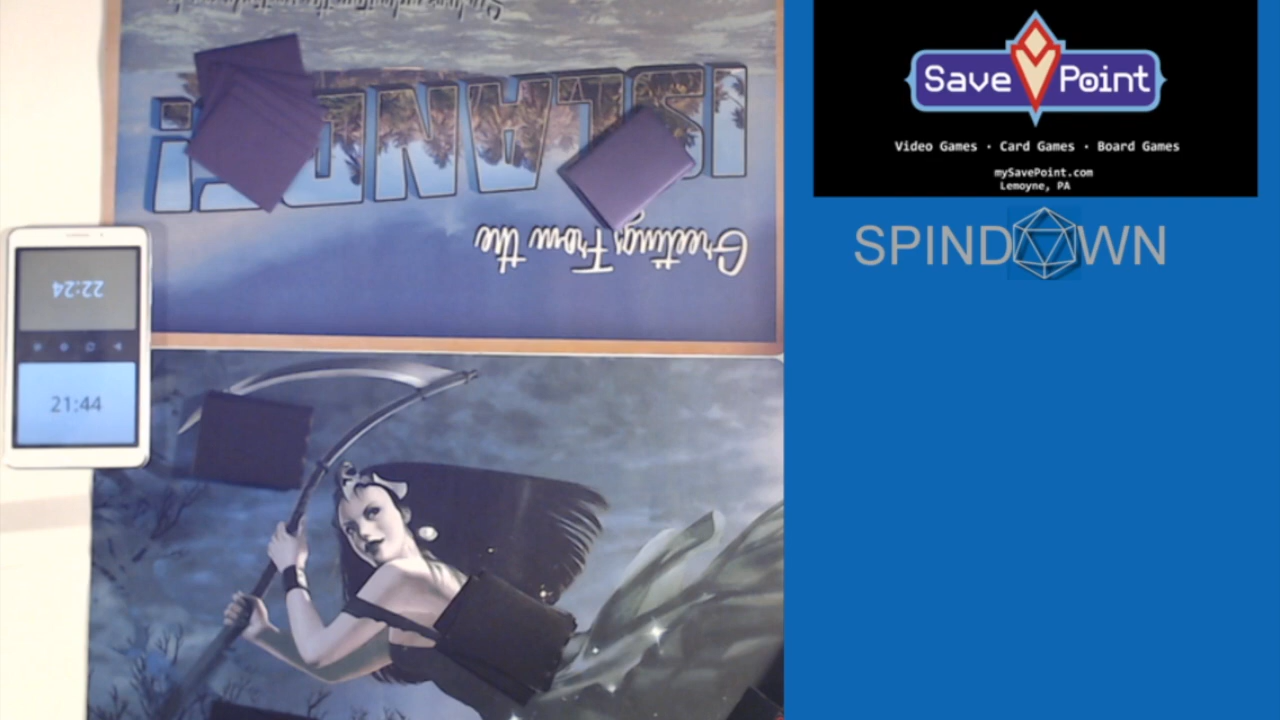 ISLAND!
Greetings From the
22:24
21:44
Save Point
Video Games · Card Games · Board Games
mySavePoint.com
Lemoyne, PA
SPINDOWN